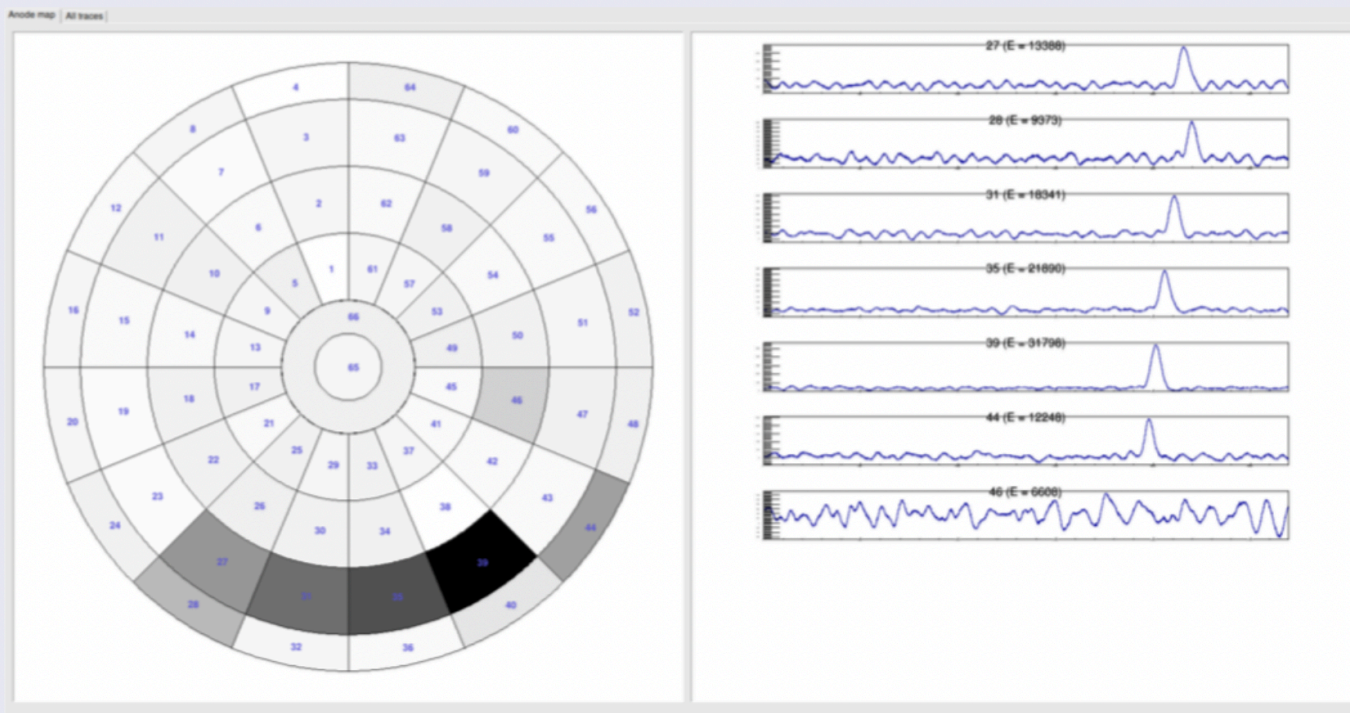 Anode map All traces
4 64
8 60
3 63
7 59
12 2 62 56
6 58
11 55
10 1 61 54
5 57
16 9 66 53 52
15 51
14 50
13 49
65
17 45
18 46
20 19 21 41 47 48
22 25 29 33 37 42
23 26 38 43
24 30 34 44
27 39
28 31 35 40
32 36
27 (E = 13388)
28 (E = 9373)
31 (E = 18341)
35 (E = 21890)
39 (E = 31798)
44 (E = 12248)
46 (E = 6608)